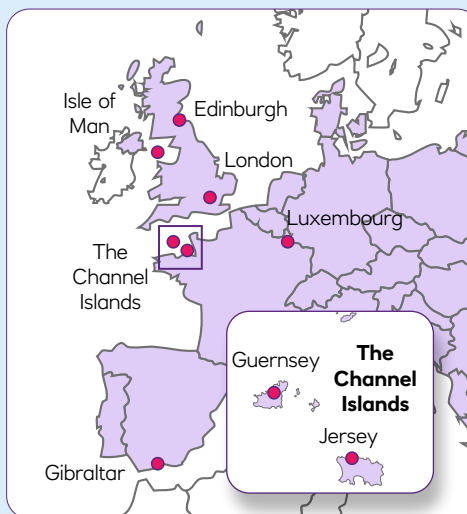 Isle of
Man
Edinburgh
London
Luxembourg
The
Channel
Islands
Guernsey
The
Channel
Islands
Jersey
Gibraltar